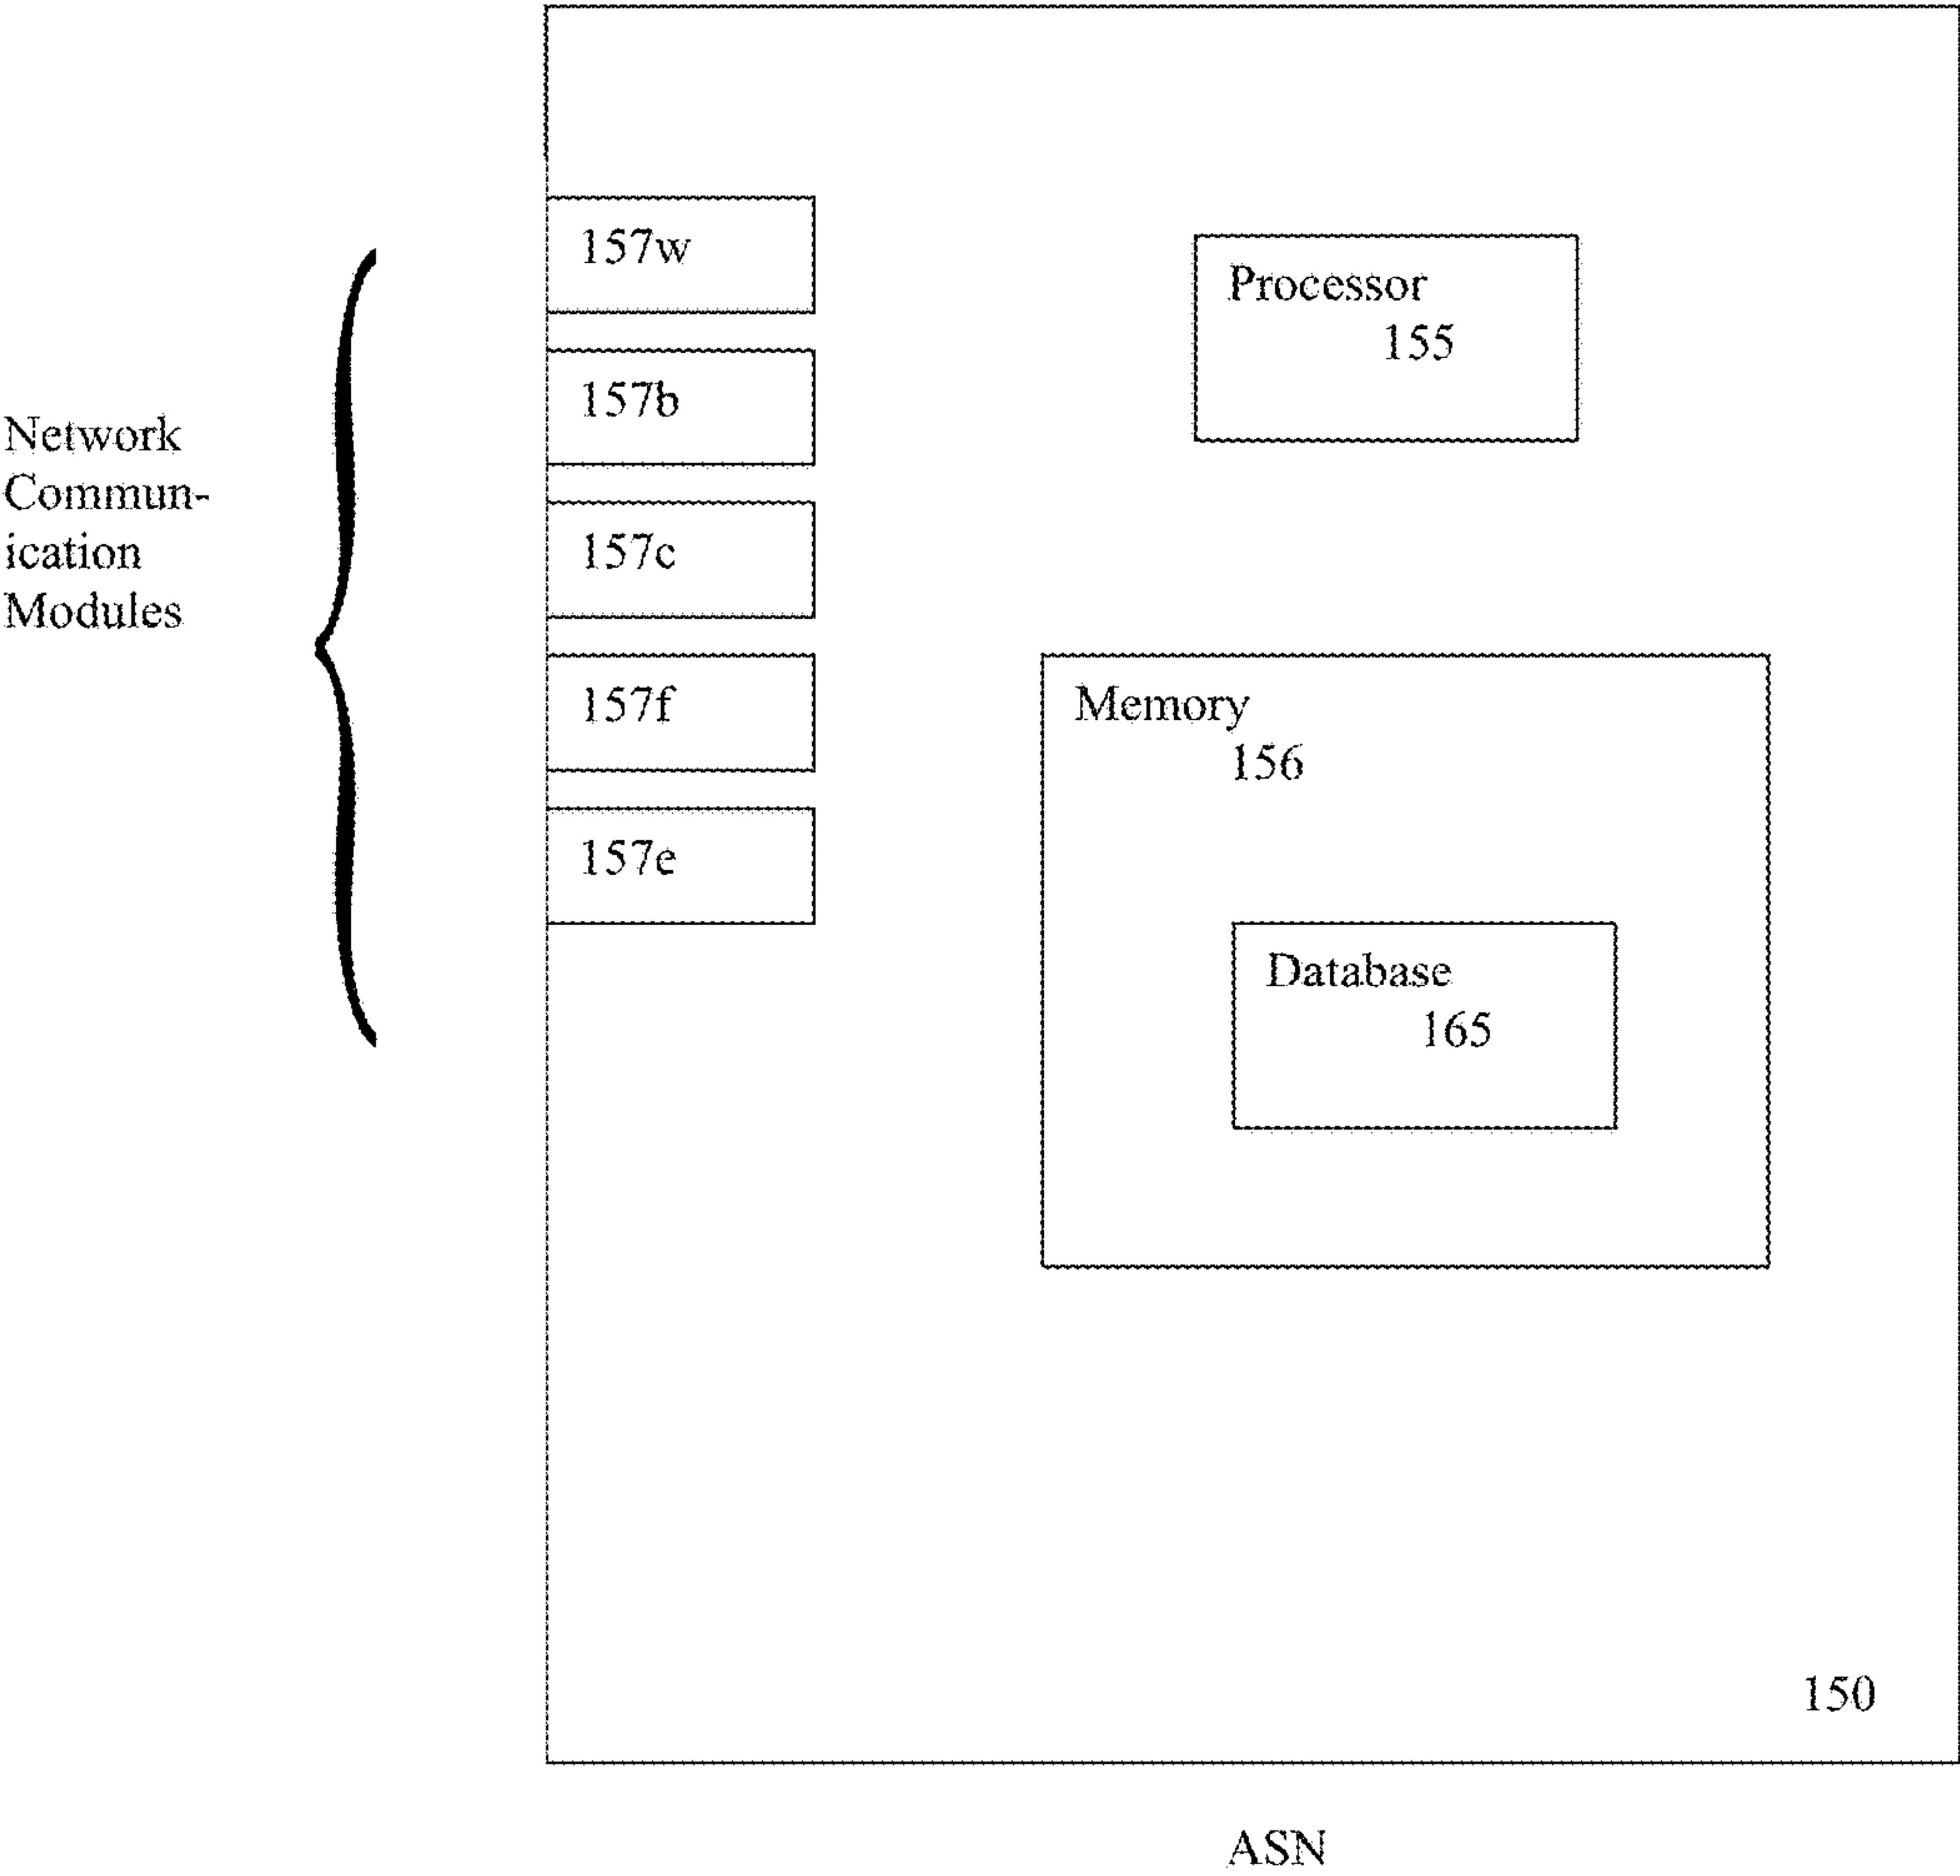 Network
Commun-
ication
Modules
157w
157b
157c
157f
157e
Processor
155
Memory
156
Database
165
150
ASN